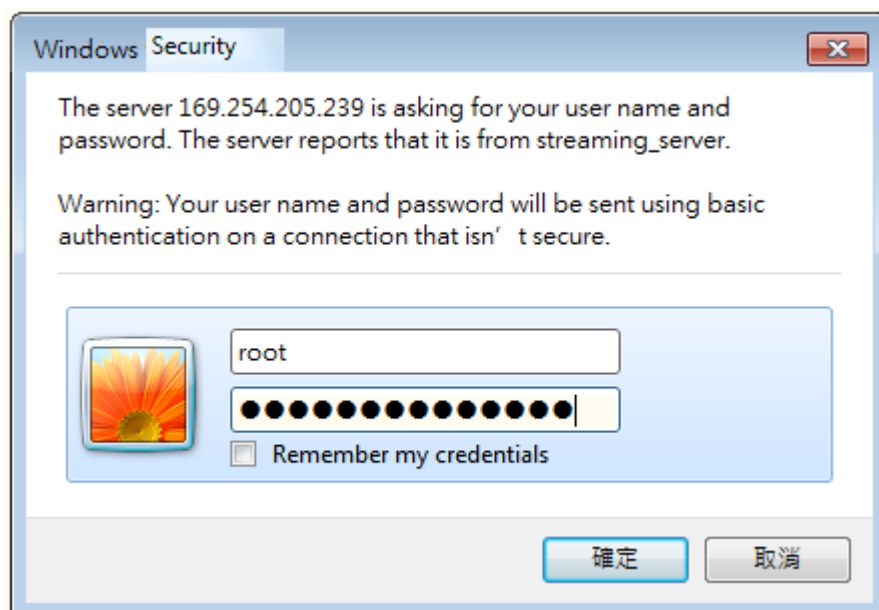 Windows Security
The server 169.254.205.239 is asking for your user name and
password. The server reports that it is from streaming_server.
Warning: Your user name and password will be sent using basic
authentication on a connection that isn't secure.
root
●●●●●●●●●●●●●●
Remember my credentials
確定 取消